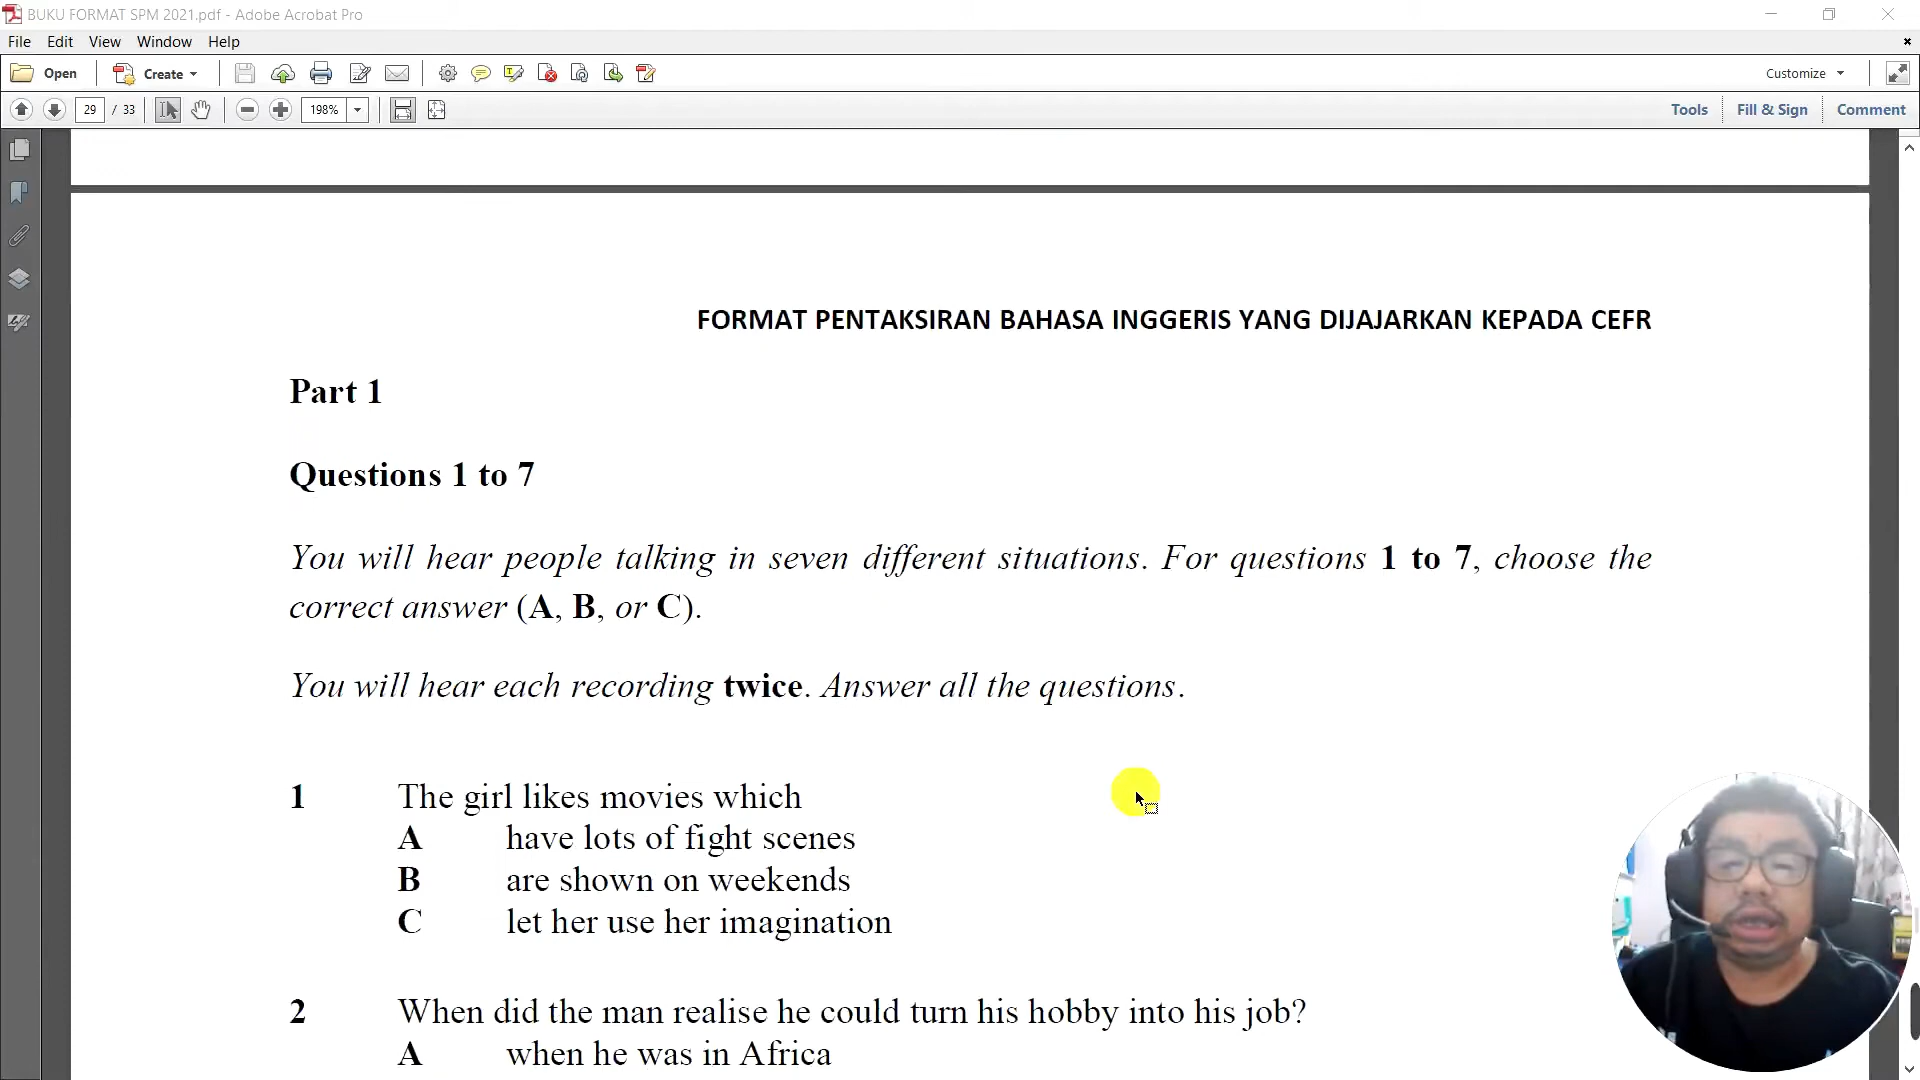 BUKU FORMAT SPM 2021.pdf - Adobe Acrobat Pro
File Edit View Window Help
Open Create Customize
29 / 33 198% Tools Fill & Sign Comment
FORMAT PENTAKSIRAN BAHASA INGGERIS YANG DIJAJARKAN KEPADA CEFR
Part 1
Questions 1 to 7
You will hear people talking in seven different situations. For questions 1 to 7, choose the
correct answer (A, B, or C).
You will hear each recording twice. Answer all the questions.
1 The girl likes movies which
A have lots of fight scenes
B are shown on weekends
C let her use her imagination
2 When did the man realise he could turn his hobby into his job?
A when he was in Africa